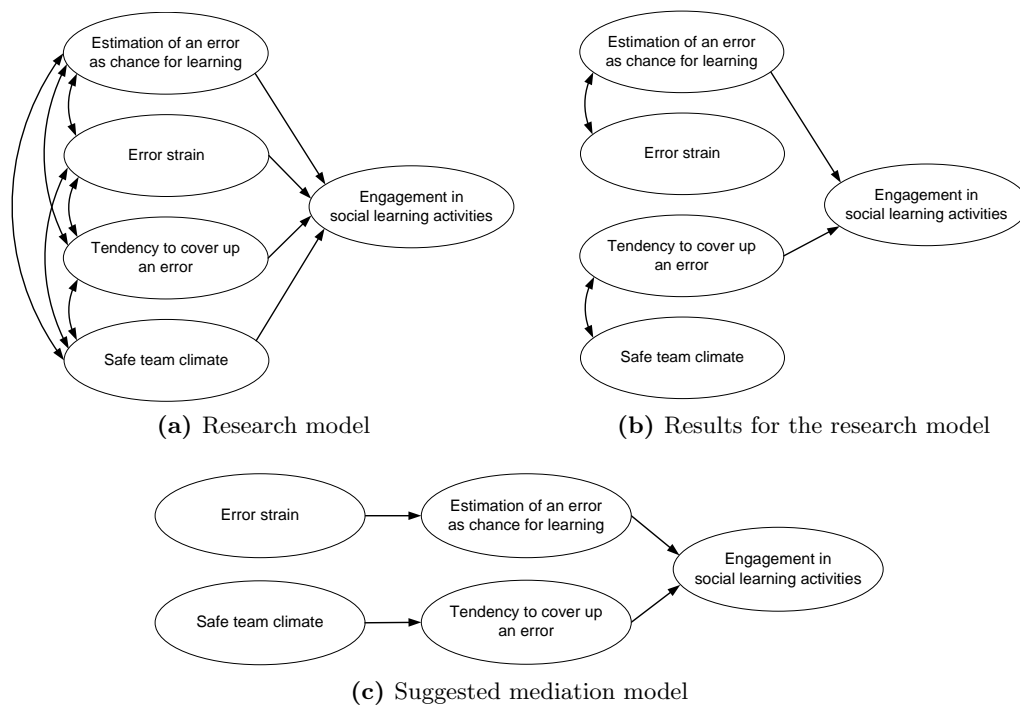 Estimation of an error
as chance for learning
Error strain
Tendency to cover up
an error
Safe team climate
Engagement in
social learning activities
(a) Research model
Estimation of an error
as chance for learning
Error strain
Tendency to cover up
an error
Safe team climate
Engagement in
social learning activities
(b) Results for the research model
Error strain
Estimation of an error
as chance for learning
Safe team climate
Tendency to cover up
an error
Engagement in
social learning activities
(c) Suggested mediation model